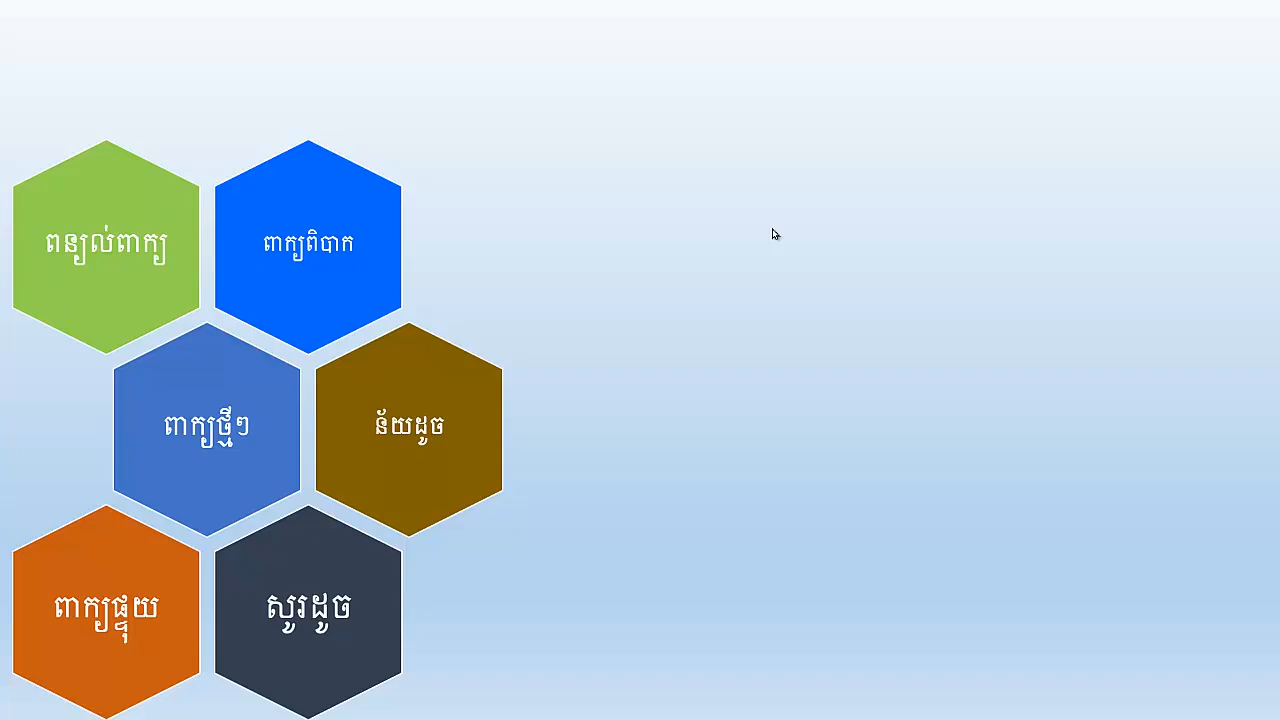 ពន្យល់ពាក្យ
ពាក្យពិបាក
ពាក្យថ្មីៗ
ន័យដូច
ពាក្យផ្ទុយ
សូរដូច